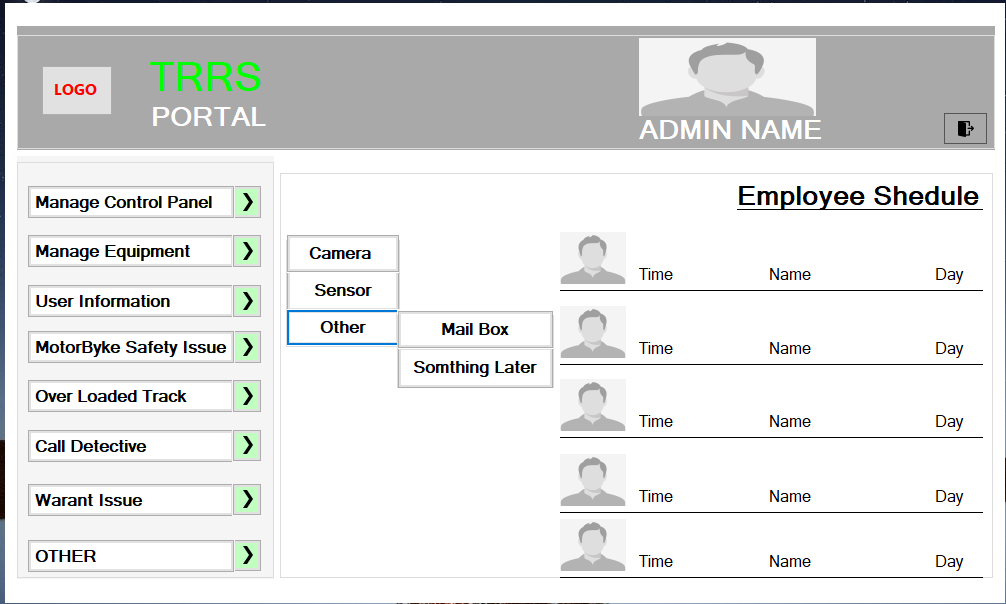 LOGO
TRRS
PORTAL
ADMIN NAME
Manage Control Panel
Manage Equipment
User Information
MotorByke Safety Issue
Over Loaded Track
Call Detective
Warant Issue
OTHER
Camera
Sensor
Other
Mail Box
Somthing Later
Employee Shedule
Time Name Day
Time Name Day
Time Name Day
Time Name Day
Time Name Day